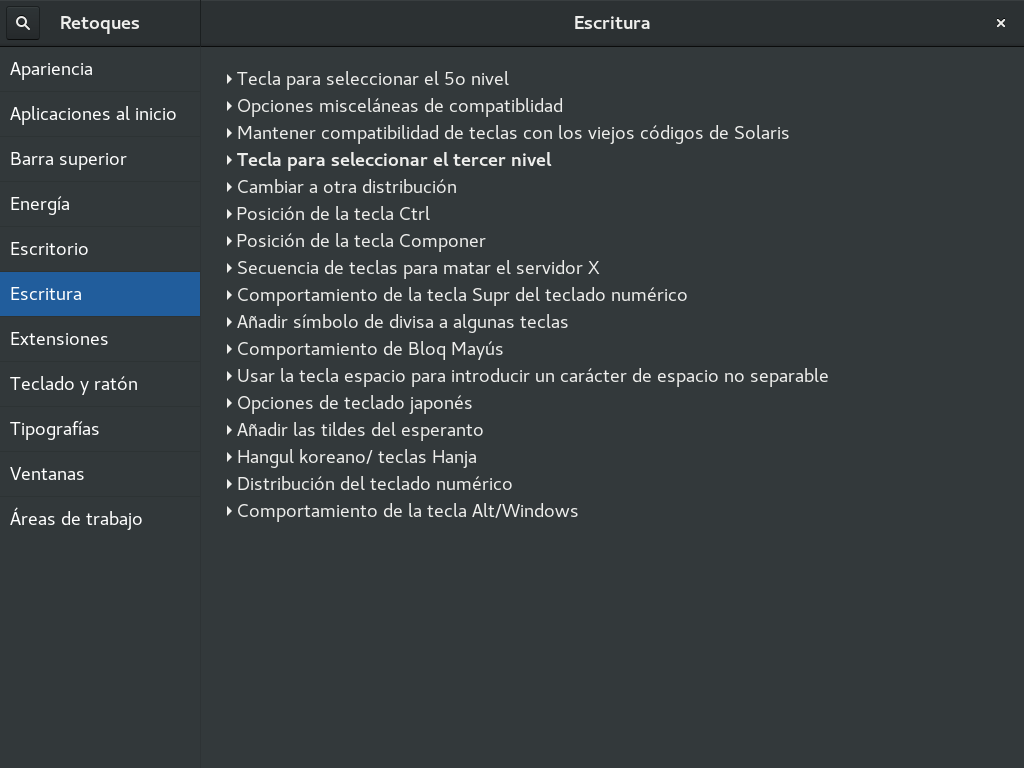 Retoques
Escritura
Apariencia
Aplicaciones al inicio
Barra superior
Energía
Escritorio
Escritura
Extensiones
Teclado y ratón
Tipografías
Ventanas
Áreas de trabajo
Tecla para seleccionar el 5o nivel
Opciones misceláneas de compatiblidad
Mantener compatibilidad de teclas con los viejos códigos de Solaris
Tecla para seleccionar el tercer nivel
Cambiar a otra distribución
Posición de la tecla Ctrl
Posición de la tecla Componer
Secuencia de teclas para matar el servidor X
Comportamiento de la tecla Supr del teclado numérico
Añadir símbolo de divisa a algunas teclas
Comportamiento de Bloq Mayús
Usar la tecla espacio para introducir un carácter de espacio no separable
Opciones de teclado japonés
Añadir las tildes del esperanto
Hangul koreano/ teclas Hanja
Distribución del teclado numérico
Comportamiento de la tecla Alt/Windows